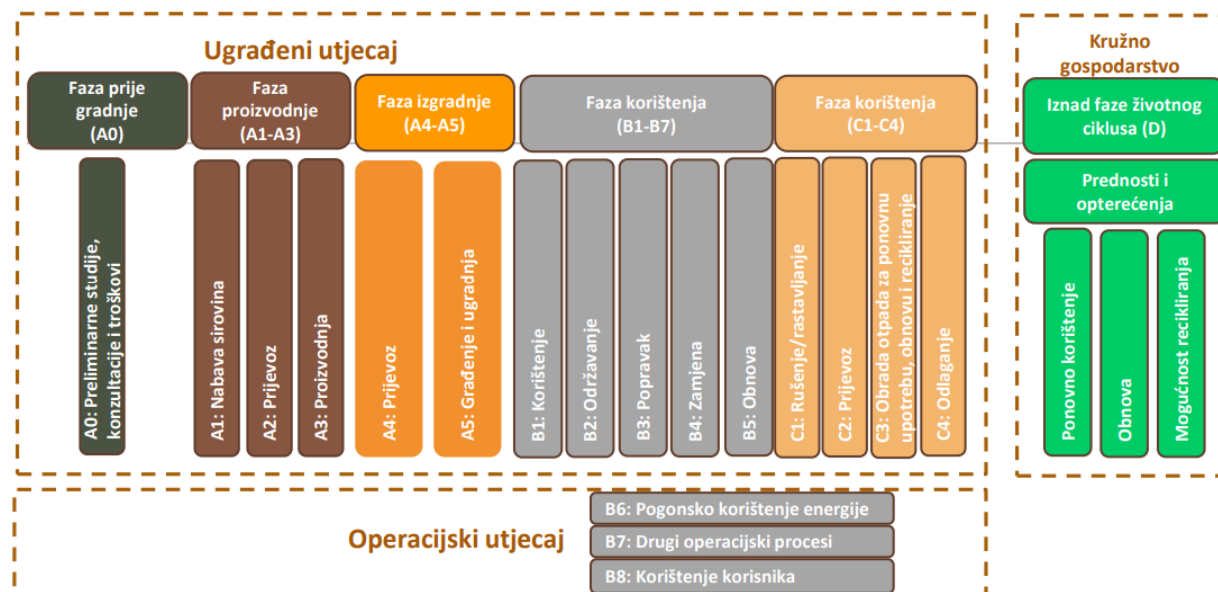 Ugrađeni utjecaj
Faza prije
gradnje
(A0)
Faza
proizvodnje
(A1-A3)
Faza izgradnje
(A4-A5)
Faza korištenja
(B1-B7)
Faza korištenja
(C1-C4)
A0: Preliminarne studije,
konzultacije i troškovi
A1: Nabava sirovina
A2: Prijevoz
A3: Proizvodnja
A4: Prijevoz
A5: Građenje i ugradnja
B1: Korištenje
B2: Održavanje
B3: Popravak
B4: Zamjena
B5: Obnova
C1: Rušenje/rastavljanje
C2: Prijevoz
C3: Obrada otpada za ponovnu
upotrebu, obnovu i recikliranje
C4: Odlaganje
Kružno
gospodarstvo
Iznad faze životnog
ciklusa (D)
Prednosti i
opterećenja
Ponovno korištenje
Obnova
Mogućnost recikliranja
Operacijski utjecaj
B6: Pogonsko korištenje energije
B7: Drugi operacijski procesi
B8: Korištenje korisnika